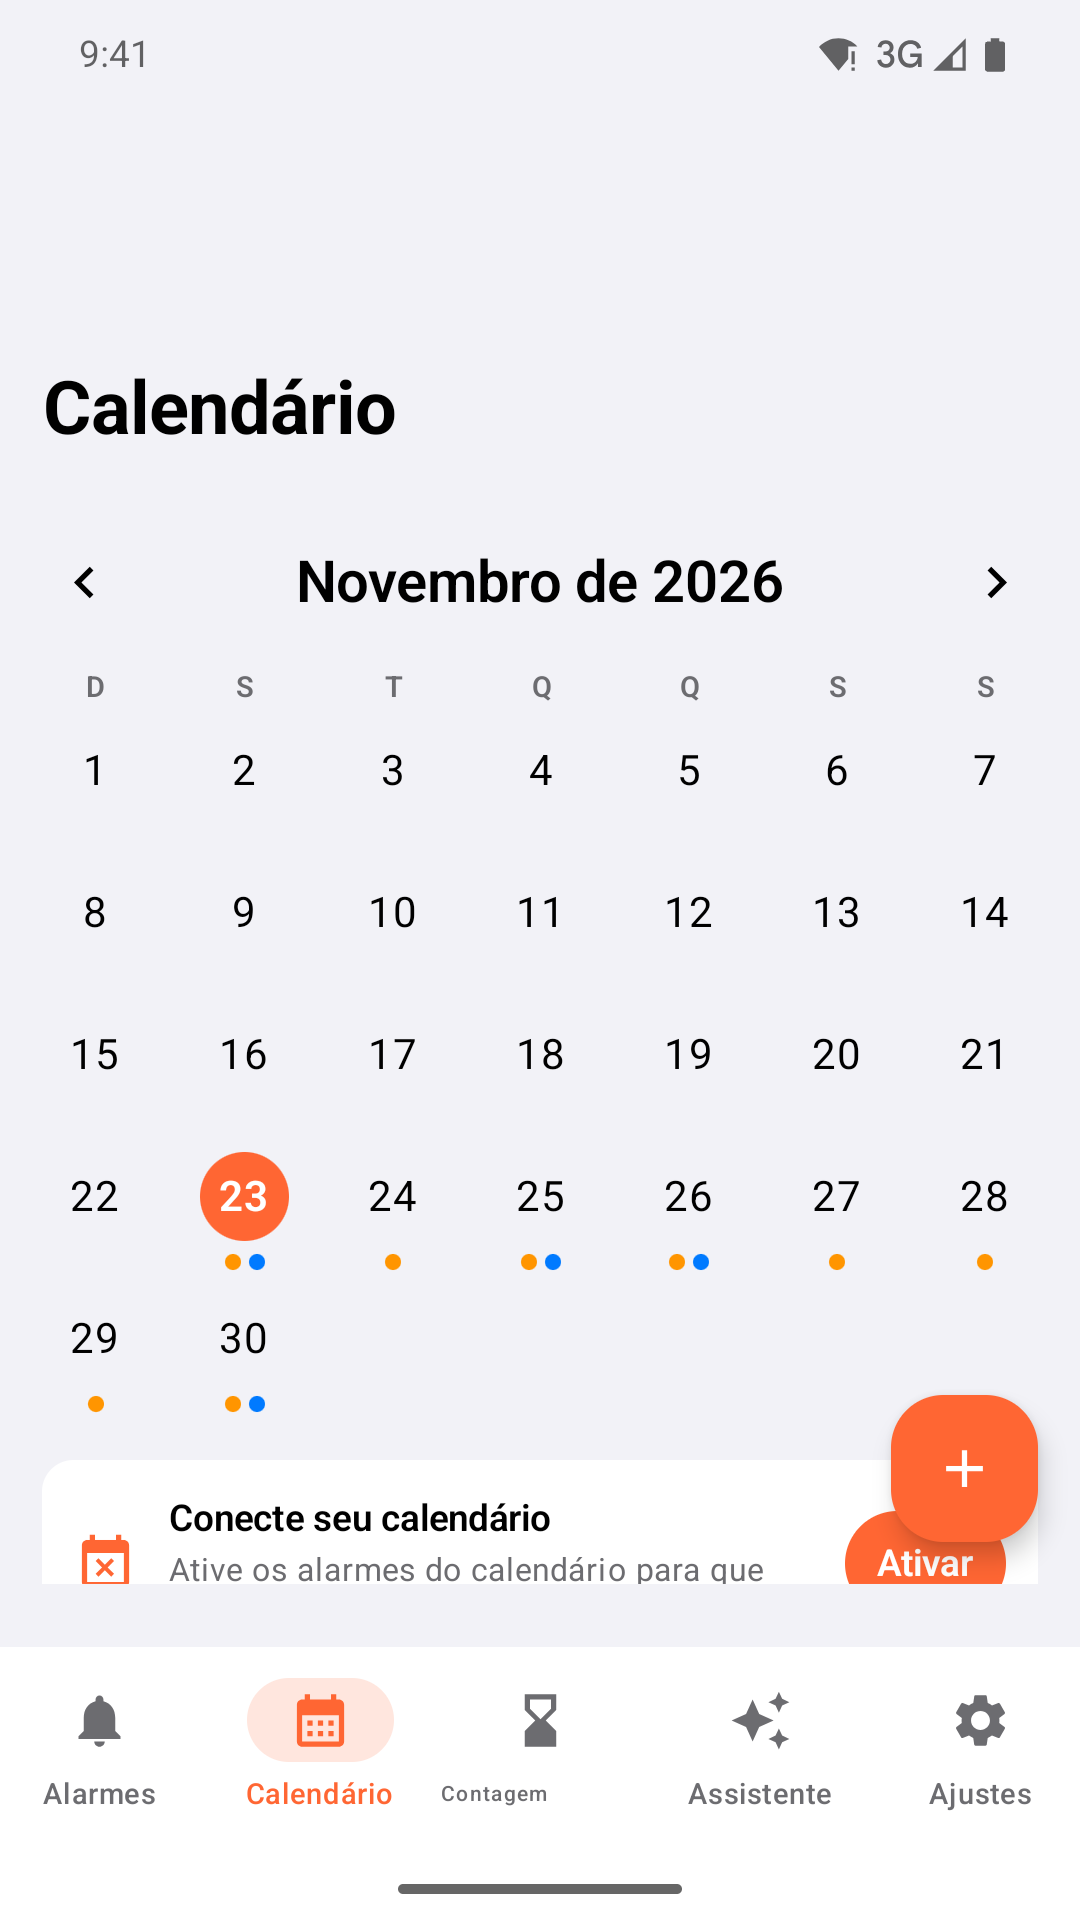 9:41
3G
Calendário
Novembro de 2026
D S T Q Q S S
1 2 3 4 5 6 7
8 9 10 11 12 13 14
15 16 17 18 19 20 21
22 23 24 25 26 27 28
29 30
Conecte seu calendário
Ative os alarmes do calendário para que
Ativar
Alarmes Calendário Contagem Assistente Ajustes